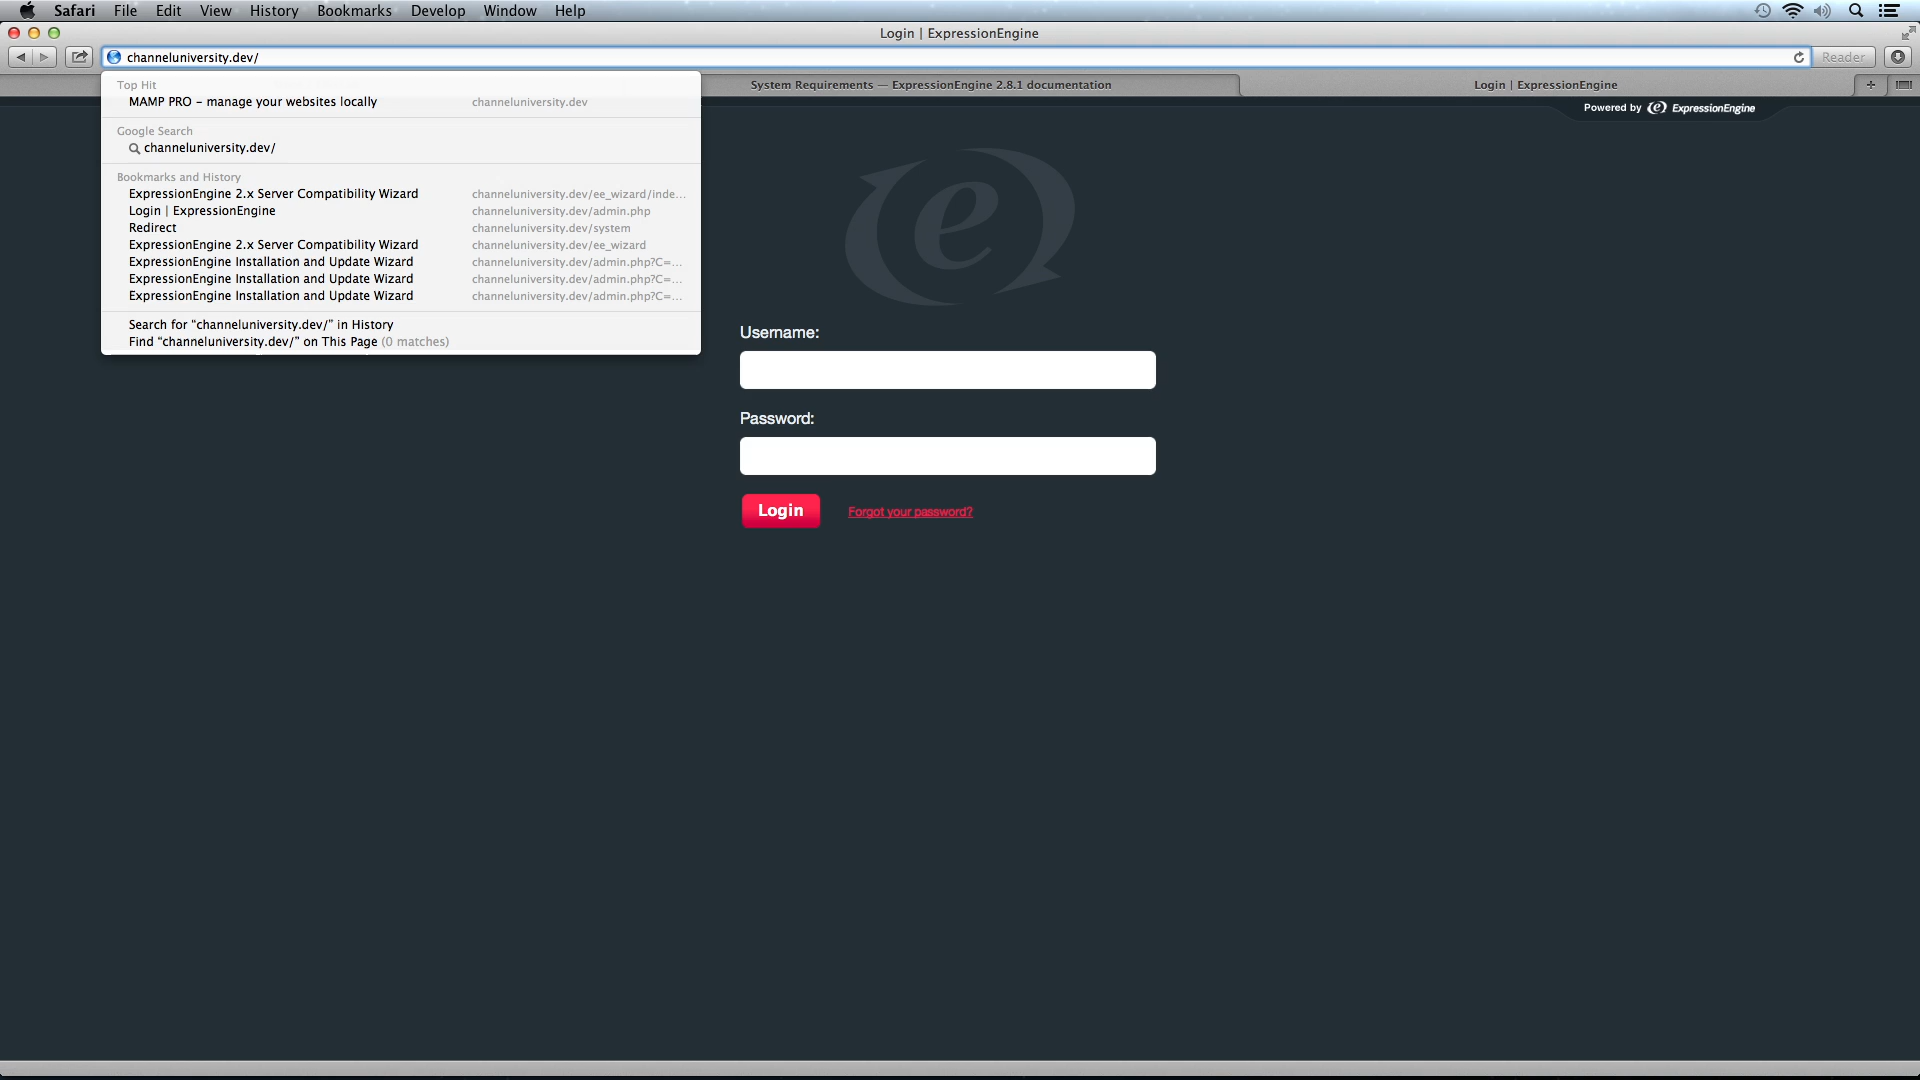 Safari File Edit View History Bookmarks Develop Window Help
Login | ExpressionEngine
channeluniversity.dev/
Reader
Top Hit
MAMP PRO – manage your websites locally channeluniversity.dev
Google Search
channeluniversity.dev/
Bookmarks and History
ExpressionEngine 2.x Server Compatibility Wizard channeluniversity.dev/ee_wizard/inde...
Login | ExpressionEngine channeluniversity.dev/admin.php
Redirect channeluniversity.dev/system
ExpressionEngine 2.x Server Compatibility Wizard channeluniversity.dev/ee_wizard
ExpressionEngine Installation and Update Wizard channeluniversity.dev/admin.php?C=...
ExpressionEngine Installation and Update Wizard channeluniversity.dev/admin.php?C=...
ExpressionEngine Installation and Update Wizard channeluniversity.dev/admin.php?C=...
Search for “channeluniversity.dev/” in History
Find “channeluniversity.dev/” on This Page (0 matches)
System Requirements — ExpressionEngine 2.8.1 documentation
Login | ExpressionEngine
Powered by e ExpressionEngine
e
Username:
Password:
Login
Forgot your password?